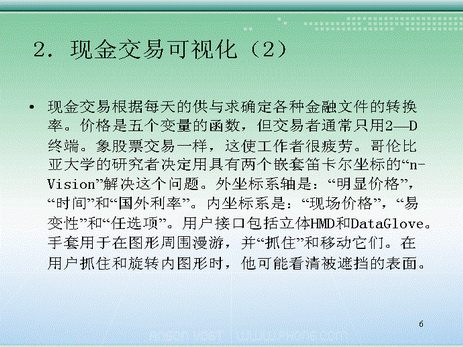 2．现金交易可视化（2）
• 现金交易根据每天的供与求确定各种金融文件的转换
率。价格是五个变量的函数，但交易者通常只用2—D
终端。象股票交易一样，这使工作者很疲劳。哥伦比
亚大学的研究者决定用具有两个嵌套笛卡尔坐标的“n-
Vision”解决这个问题。外坐标系轴是：“明显价格”，
“时间”和“国外利率”。内坐标系是：“现场价格”，“易
变性”和“任选项”。用户接口包括立体HMD和DataGlove。
手套用于在图形周围漫游，并“抓住”和移动它们。在
用户抓住和旋转内图形时，他可能看清被遮挡的表面。
6